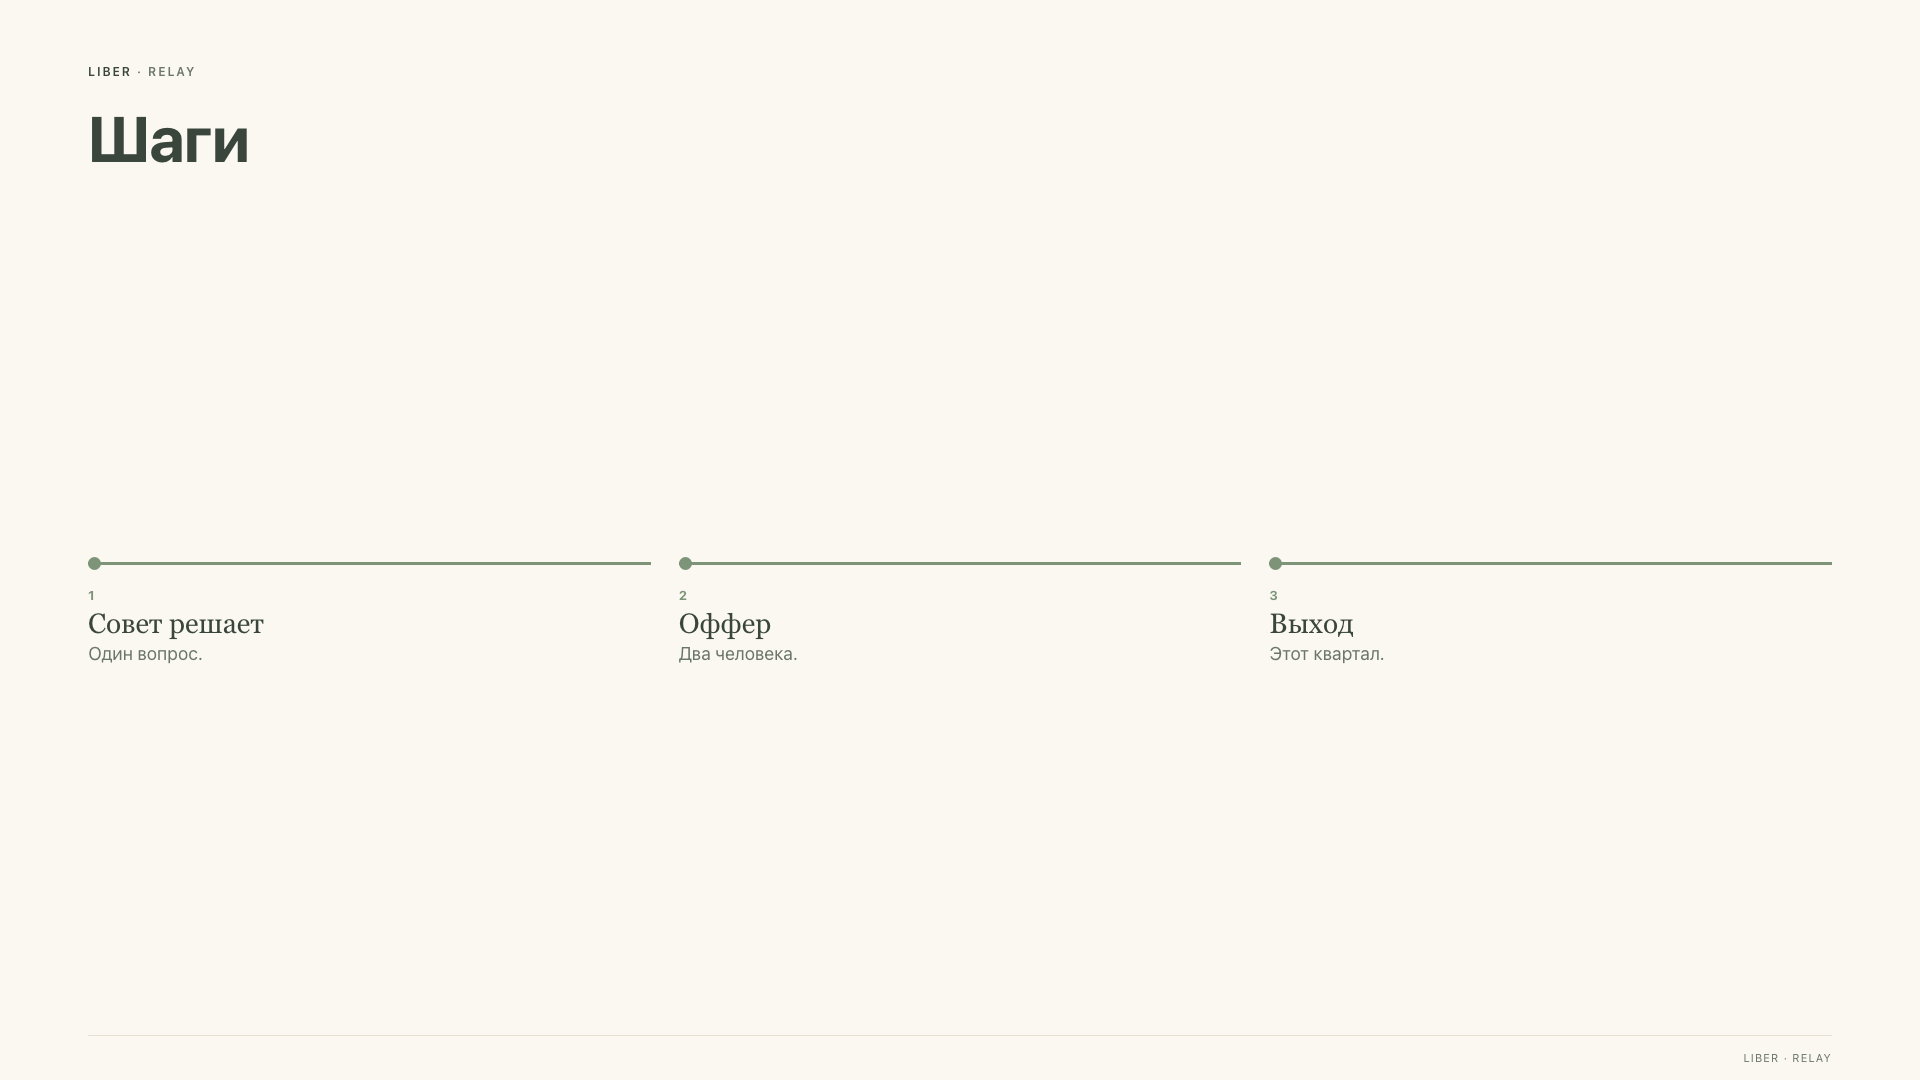 LIBER · RELAY
Шаги
1
Совет решает
Один вопрос.
2
Оффер
Два человека.
3
Выход
Этот квартал.
LIBER · RELAY